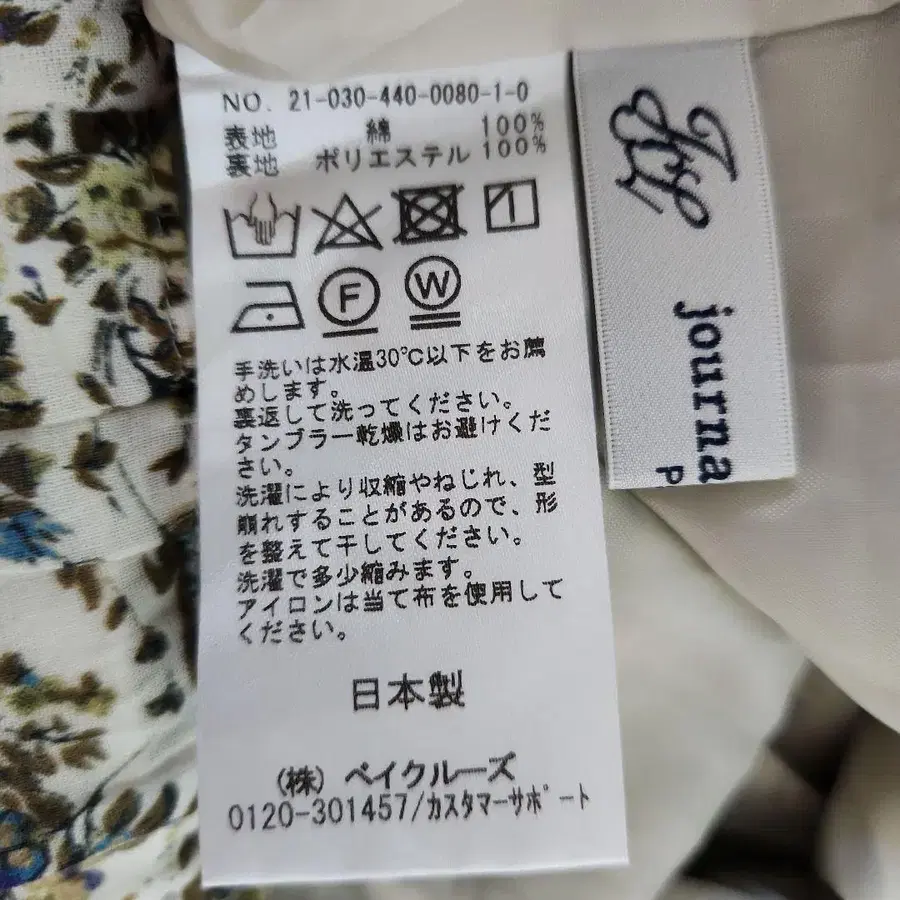 NO. 21-030-440-0080-1-0
表地 綿 100%
裏地 ポリエステル 100%
F
W
手洗いは水温30℃以下をお薦
めします。
裏返して洗ってください。
タンブラー乾燥はお避けくだ
さい。
洗濯により収縮やねじれ、型
崩れすることがあるので、形
を整えて干してください。
洗濯で多少縮みます。
アイロンは当て布を使用して
ください。
日本製
(株) ベイクルーズ
0120-301457/カスタマーサポート
journa
p